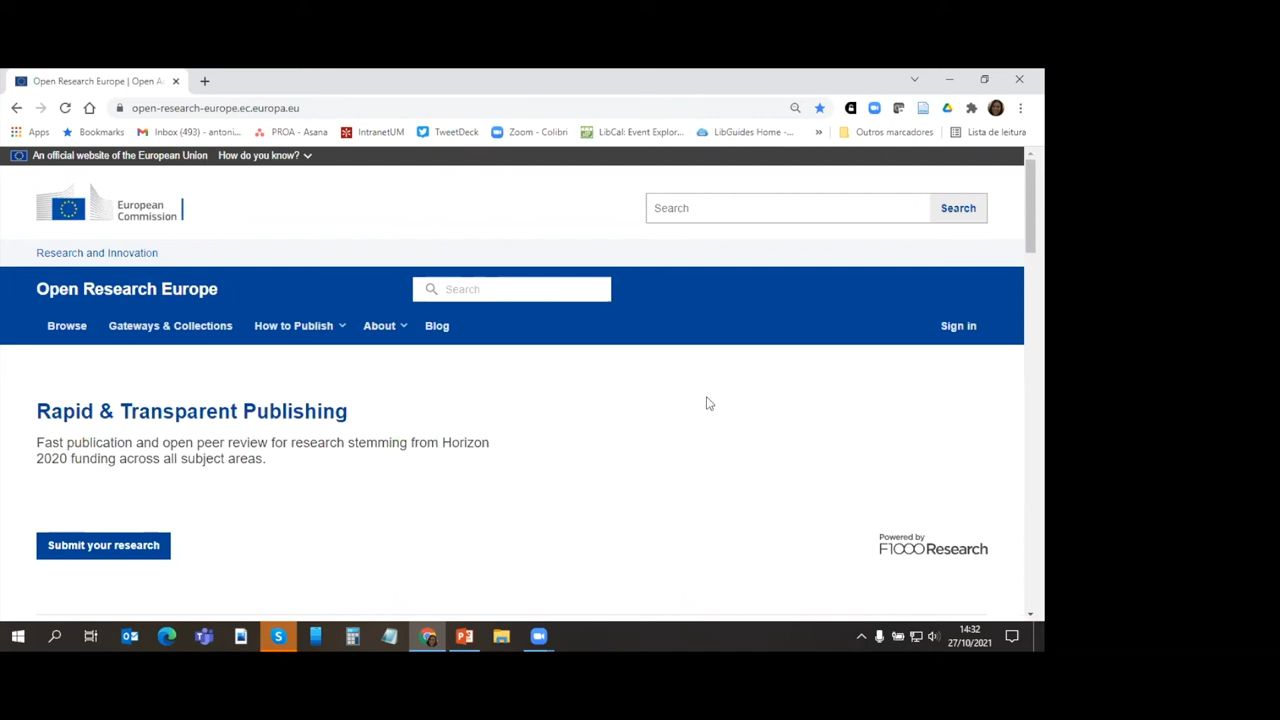 Open Research Europe | Open A
open-research-europe.ec.europa.eu
Apps Bookmarks Inbox (493) - antoni... PROA - Asana IntranetUM TweetDeck Zoom - Colibri LibCal: Event Explor... LibGuides Home -... » Outros marcadores Lista de leitura
An official website of the European Union How do you know?
European
Commission
Search Search
Research and Innovation
Open Research Europe Search
Browse Gateways & Collections How to Publish About Blog Sign in
Rapid & Transparent Publishing
Fast publication and open peer review for research stemming from Horizon
2020 funding across all subject areas.
Submit your research
Powered by
F1000Research
14:32
27/10/2021